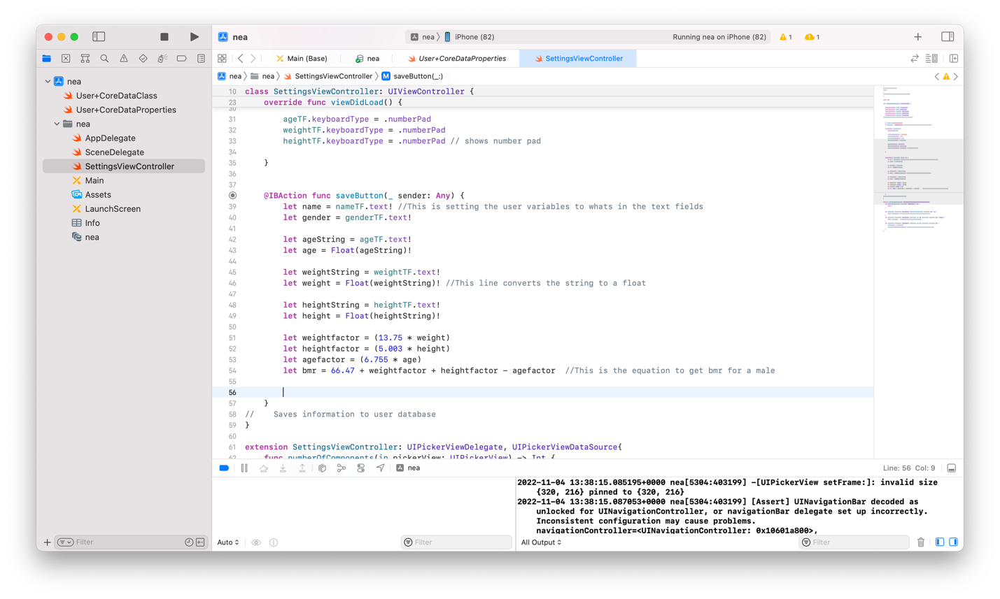 nea
nea
iPhone (82)
Running nea on iPhone (82)
1
1
Main (Base)
nea
User+CoreDataProperties
SettingsViewController
nea
nea
SettingsViewController
M
saveButton(_:)
nea
User+CoreDataClass
User+CoreDataProperties
nea
AppDelegate
SceneDelegate
SettingsViewController
Main
Assets
LaunchScreen
Info
nea
Filter
10 class SettingsViewController: UIViewController {
23 override func viewDidLoad() {
30
31 ageTF.keyboardType = .numberPad
32 weightTF.keyboardType = .numberPad
33 heightTF.keyboardType = .numberPad // shows number pad
34
35 }
36
37
@IBAction func saveButton(_ sender: Any) {
39 let name = nameTF.text! //This is setting the user variables to whats in the text fields
40 let gender = genderTF.text!
41
42 let ageString = ageTF.text!
43 let age = Float(ageString)!
44
45 let weightString = weightTF.text!
46 let weight = Float(weightString)! //This line converts the string to a float
47
48 let heightString = heightTF.text!
49 let height = Float(heightString)!
50
51 let weightfactor = (13.75 * weight)
52 let heightfactor = (5.003 * height)
53 let agefactor = (6.755 * age)
54 let bmr = 66.47 + weightfactor + heightfactor - agefactor //This is the equation to get bmr for a male
55
56
57 }
58 // Saves information to user database
59 }
60
61 extension SettingsViewController: UIPickerViewDelegate, UIPickerViewDataSource{
62 func numberOfComponents(in pickerView: UIPickerView) -> Int {
nea
Line: 56 Col: 9
2022-11-04 13:38:15.085195+0000 nea[5304:403199] -[UIPickerView setFrame:]: invalid size
{320, 216} pinned to {320, 216}
2022-11-04 13:38:15.087053+0000 nea[5304:403199] [Assert] UINavigationBar decoded as
unlocked for UINavigationController, or navigationBar delegate set up incorrectly.
Inconsistent configuration may cause problems.
navigationController=<UINavigationController: 0x10601a800>,
Auto
Filter
All Output
Filter